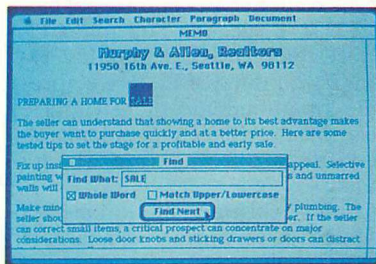 File Edit Search Character Paragraph Document
MEMO
Murphy & Allen, Realtors
11950 16th Ave. E., Seattle, WA 98112
PREPARING A HOME FOR SALE
The seller can understand that showing a home to its best advantage makes
the buyer want to purchase quickly and at a better price. Here are some
tested tips to set the stage for a profitable and early sale.
Find
Fix up appeal. Selective
Find What: SALE
painting s and unmarred
walls will
Whole Word Match Upper/Lowercase
Make plumbing. The
Find Next
seller er. If the seller
can correct small items, a critical prospect can concentrate on major
considerations. Loose door knobs and sticking drawers or doors can distract